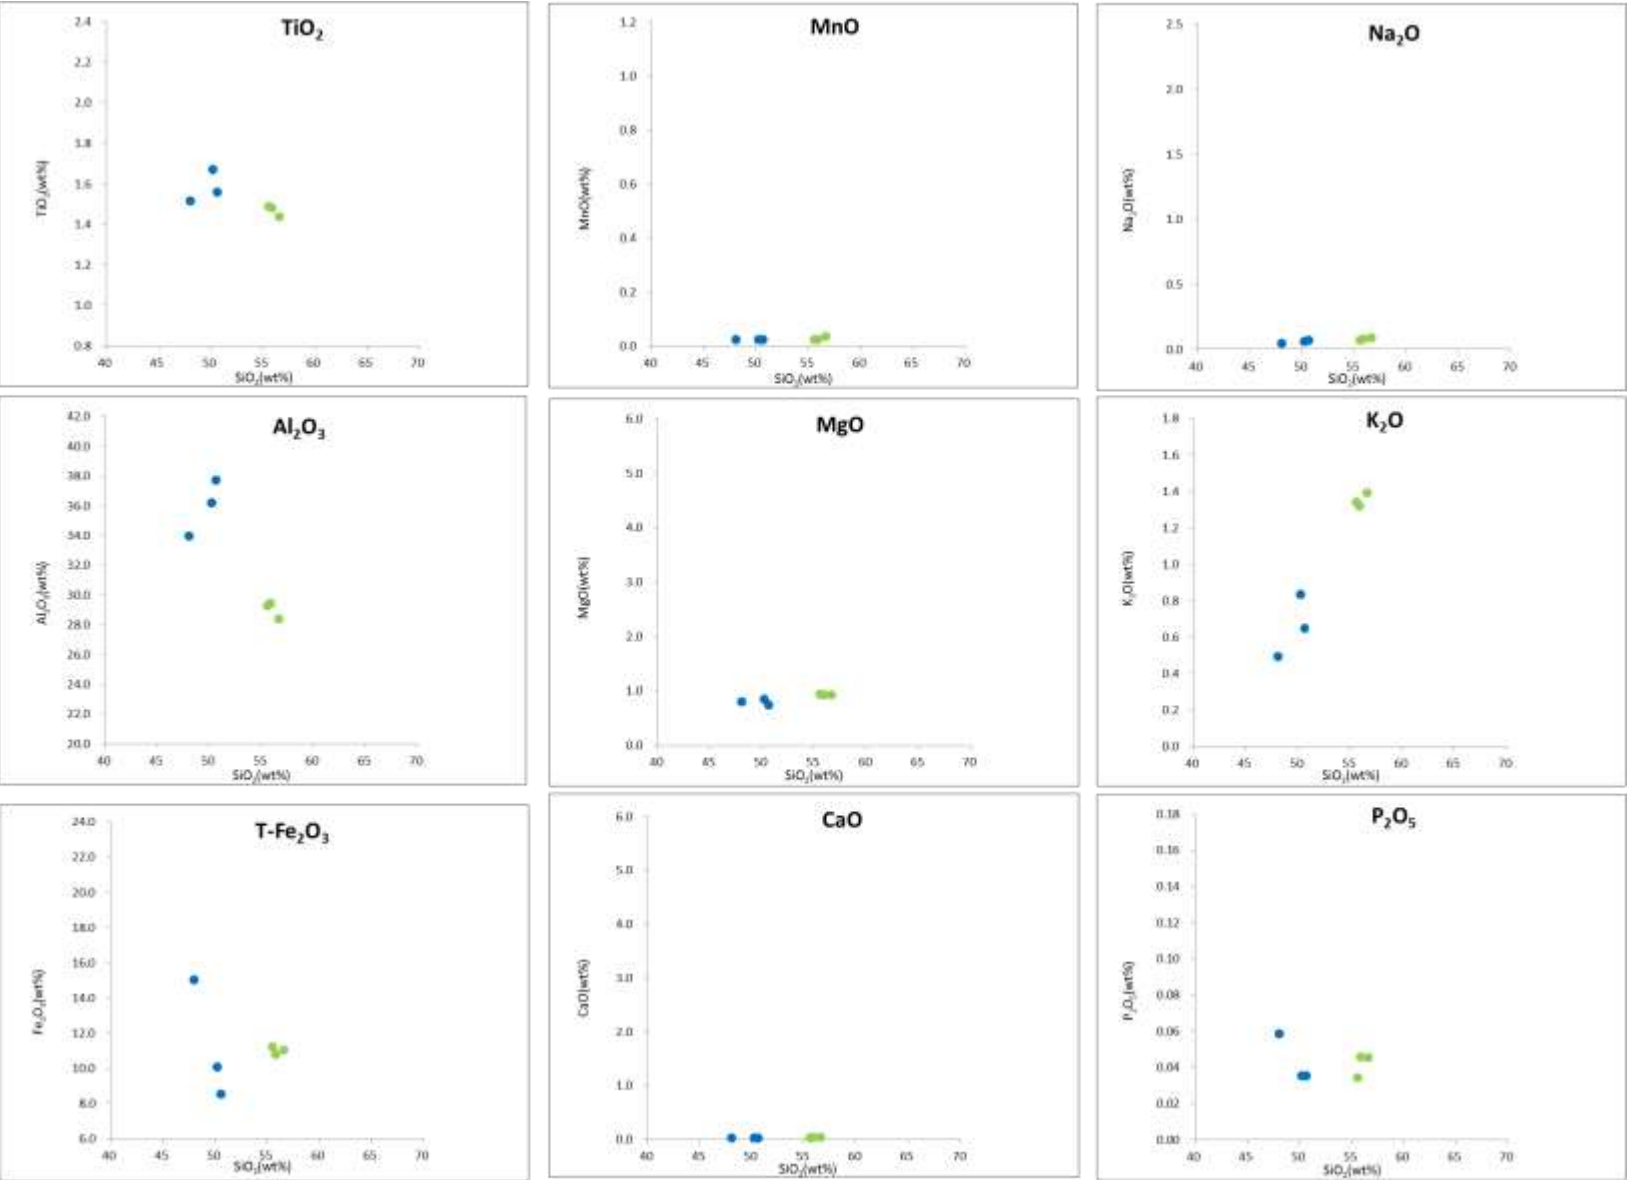 TiO₂
TiO₂(wt%)
2.4
2.2
2.0
1.8
1.6
1.4
1.2
1.0
0.8
40 45 50 55 60 65 70
SiO₂(wt%)
MnO
MnO(wt%)
1.2
1.0
0.8
0.6
0.4
0.2
0.0
40 45 50 55 60 65 70
SiO₂(wt%)
Na₂O
Na₂O(wt%)
2.5
2.0
1.5
1.0
0.5
0.0
40 45 50 55 60 65 70
SiO₂(wt%)
Al₂O₃
Al₂O₃(wt%)
42.0
40.0
38.0
36.0
34.0
32.0
30.0
28.0
26.0
24.0
22.0
20.0
40 45 50 55 60 65 70
SiO₂(wt%)
MgO
MgO(wt%)
6.0
5.0
4.0
3.0
2.0
1.0
0.0
40 45 50 55 60 65 70
SiO₂(wt%)
K₂O
K₂O(wt%)
1.8
1.6
1.4
1.2
1.0
0.8
0.6
0.4
0.2
0.0
40 45 50 55 60 65 70
SiO₂(wt%)
T-Fe₂O₃
Fe₂O₃(wt%)
24.0
22.0
20.0
18.0
16.0
14.0
12.0
10.0
8.0
6.0
40 45 50 55 60 65 70
SiO₂(wt%)
CaO
CaO(wt%)
6.0
5.0
4.0
3.0
2.0
1.0
0.0
40 45 50 55 60 65 70
SiO₂(wt%)
P₂O₅
P₂O₅(wt%)
0.18
0.16
0.14
0.12
0.10
0.08
0.06
0.04
0.02
0.00
40 45 50 55 60 65 70
SiO₂(wt%)